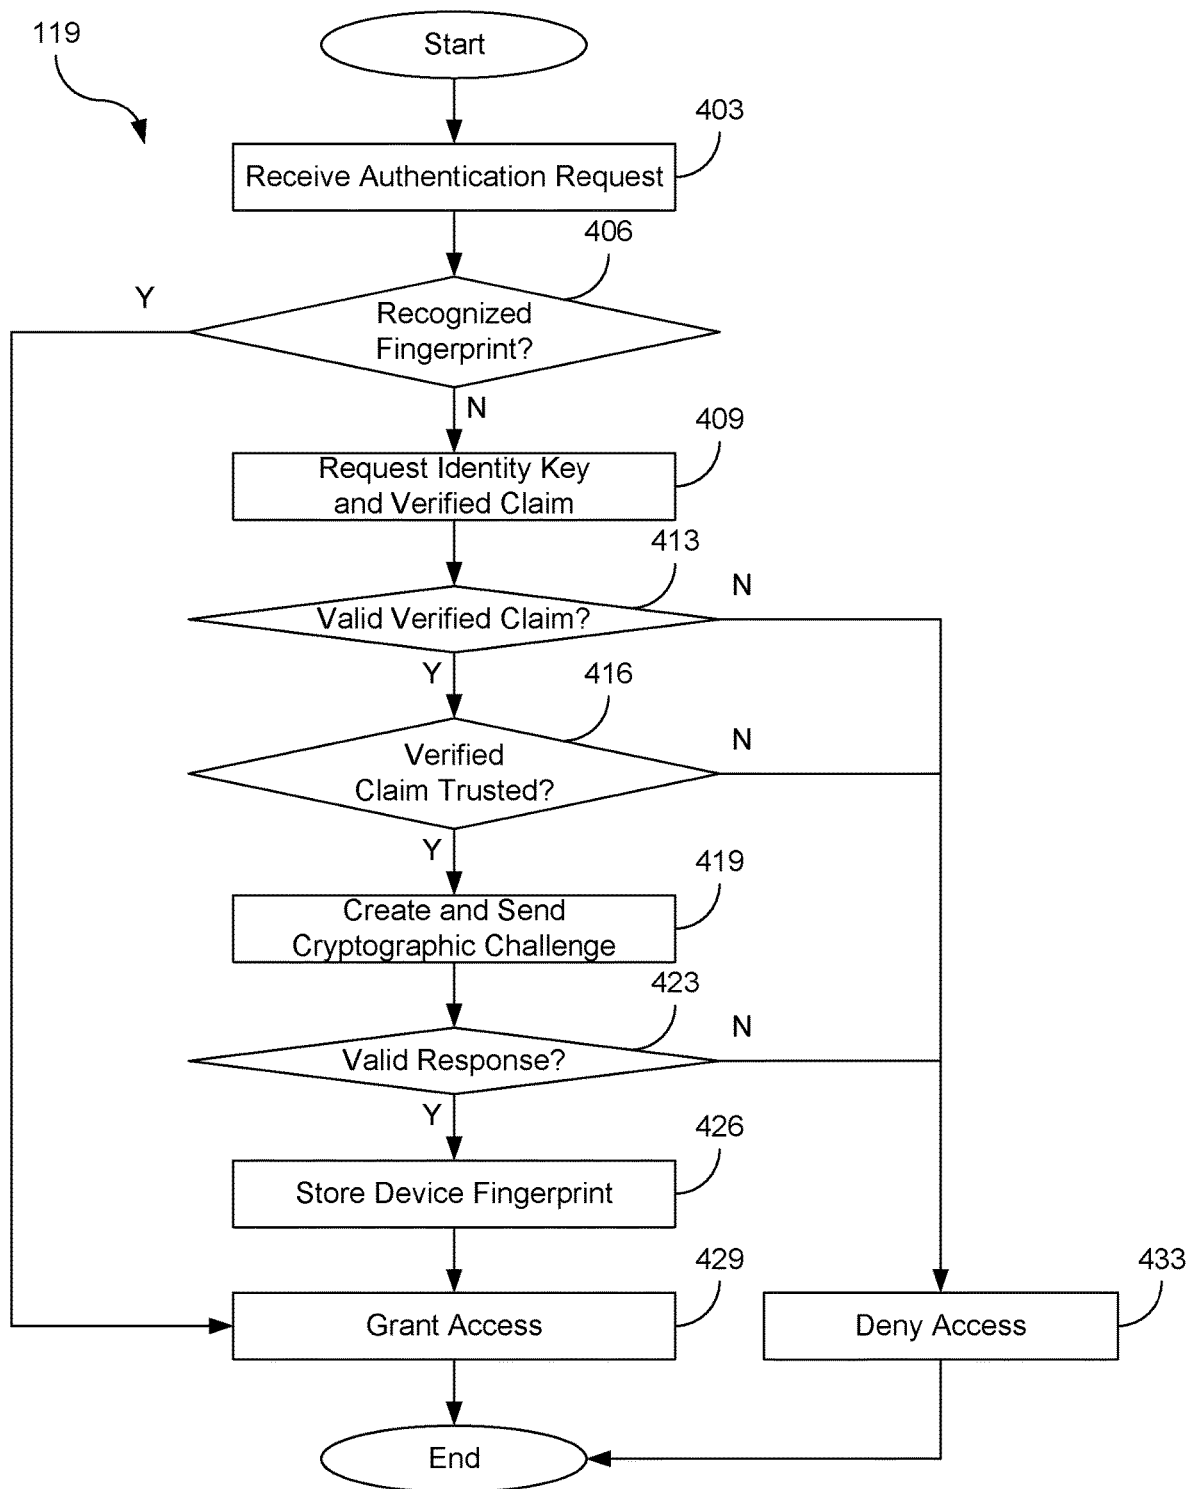 119
Start
403
Receive Authentication Request
406
Y
Recognized
Fingerprint?
N
409
Request Identity Key
and Verified Claim
413
N
Valid Verified Claim?
Y
416
N
Verified
Claim Trusted?
Y
419
Create and Send
Cryptographic Challenge
423
N
Valid Response?
Y
426
Store Device Fingerprint
429
433
Grant Access
Deny Access
End